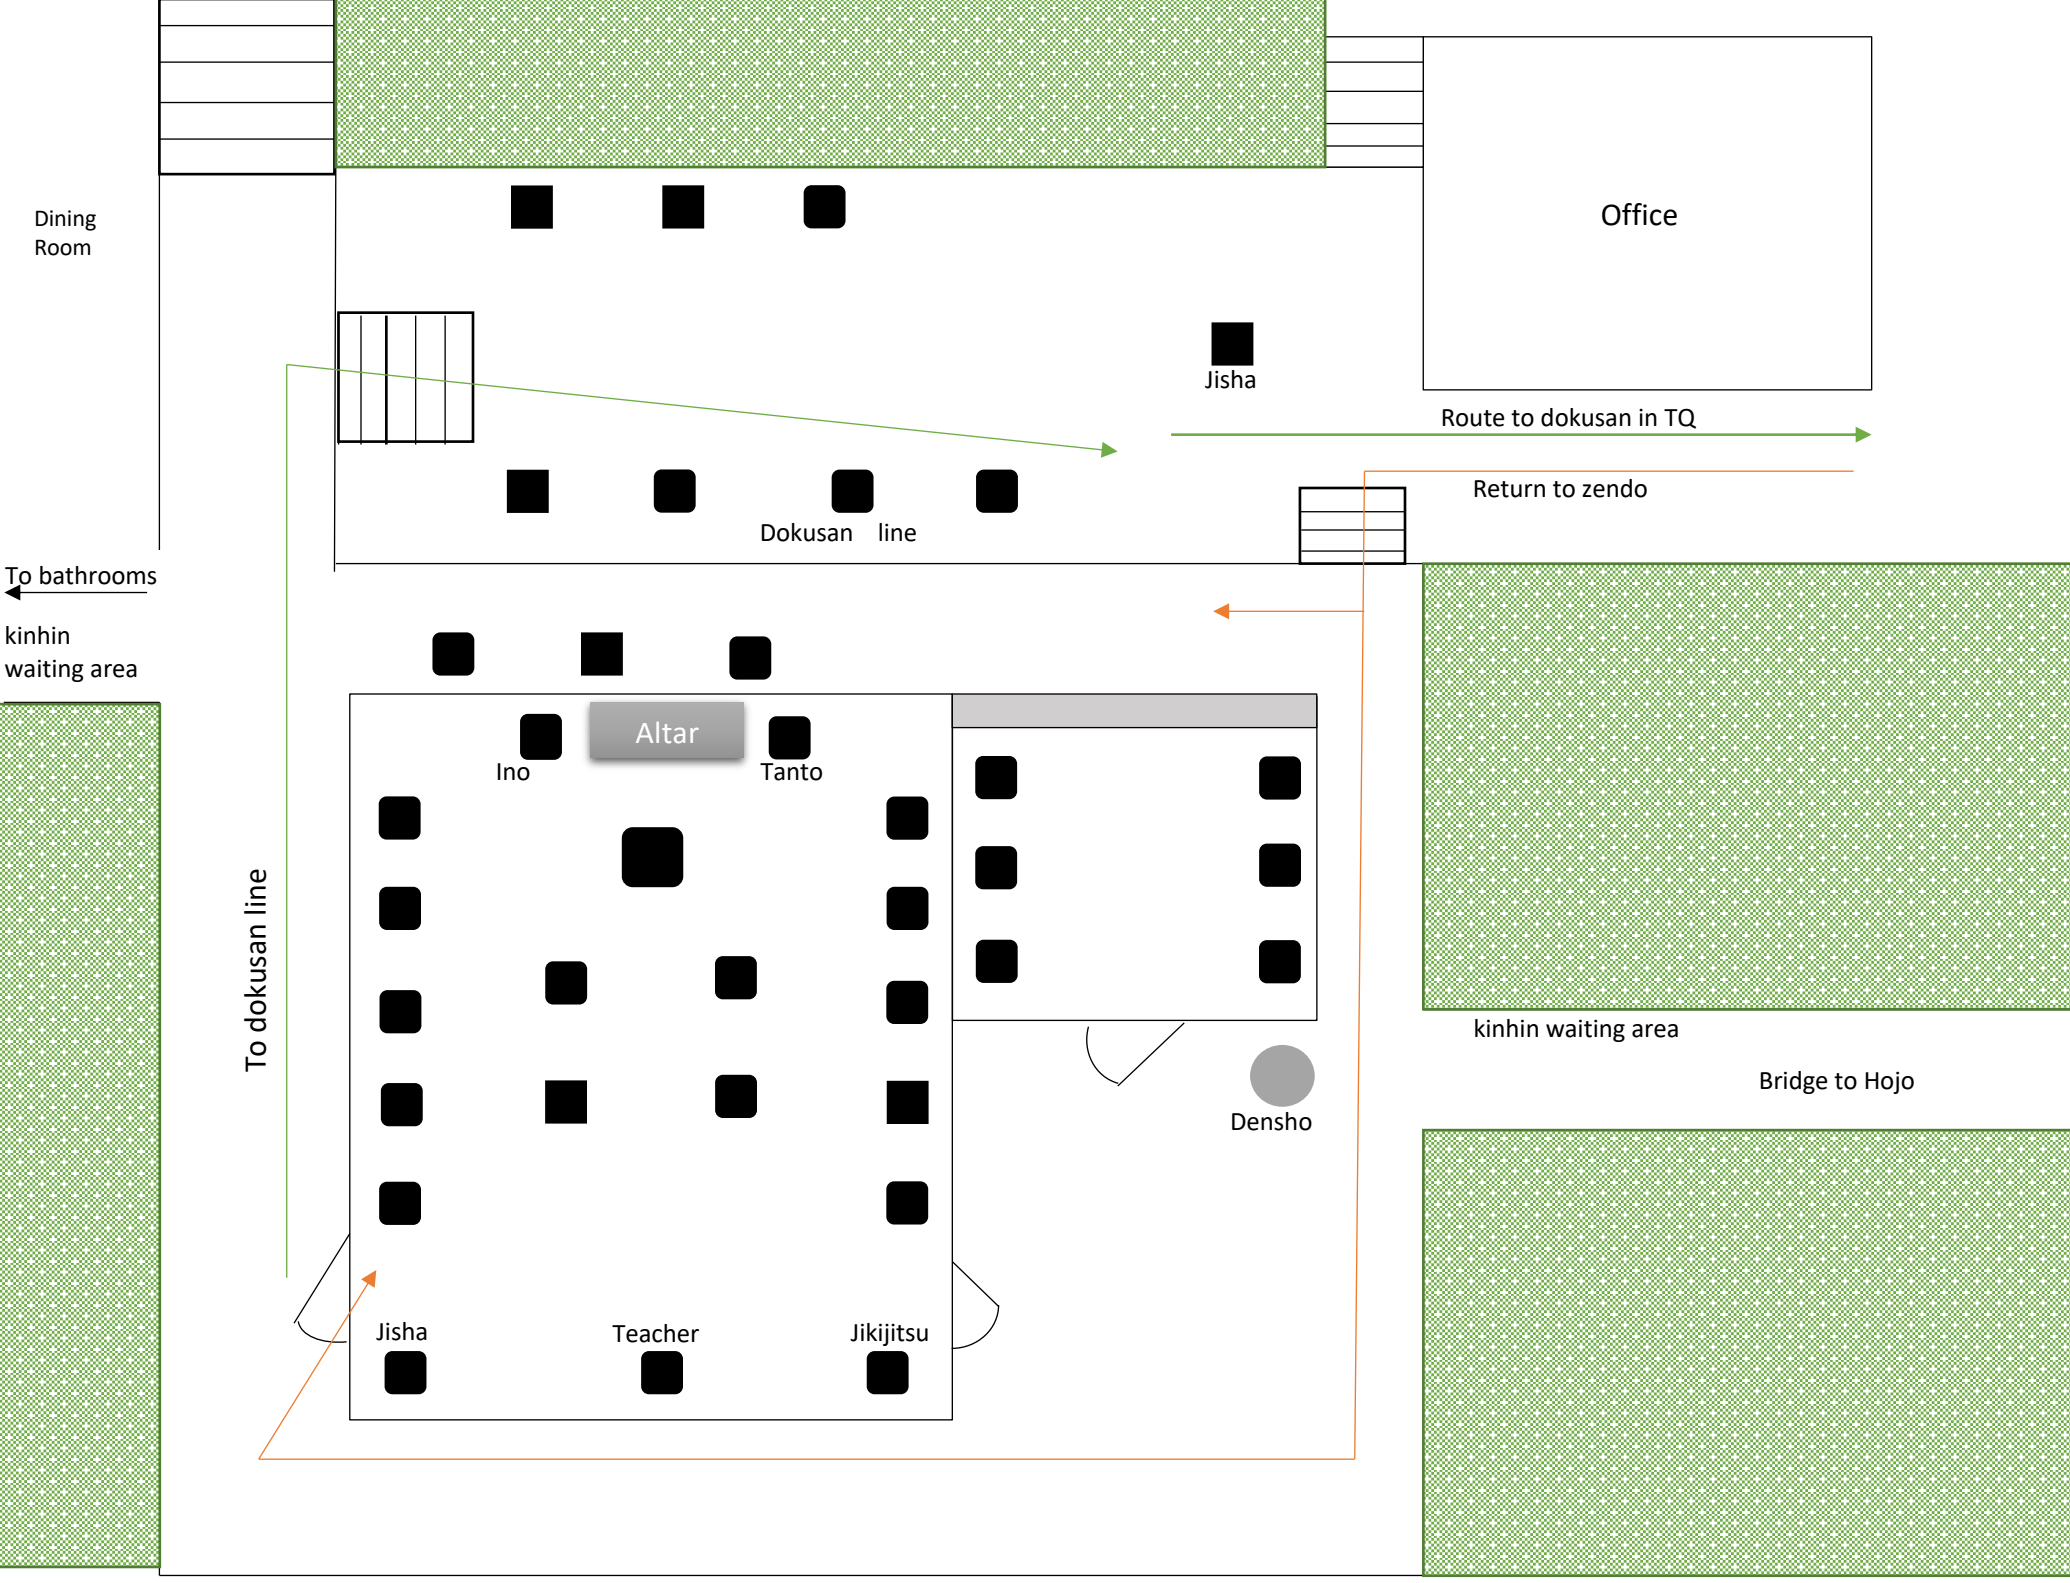 Dining
Room
Office
Jisha
Route to dokusan in TQ
Return to zendo
Dokusan line
To bathrooms
kinhin
waiting area
Altar
Ino
Tanto
To dokusan line
kinhin waiting area
Bridge to Hojo
Densho
Jisha
Teacher
Jikijitsu